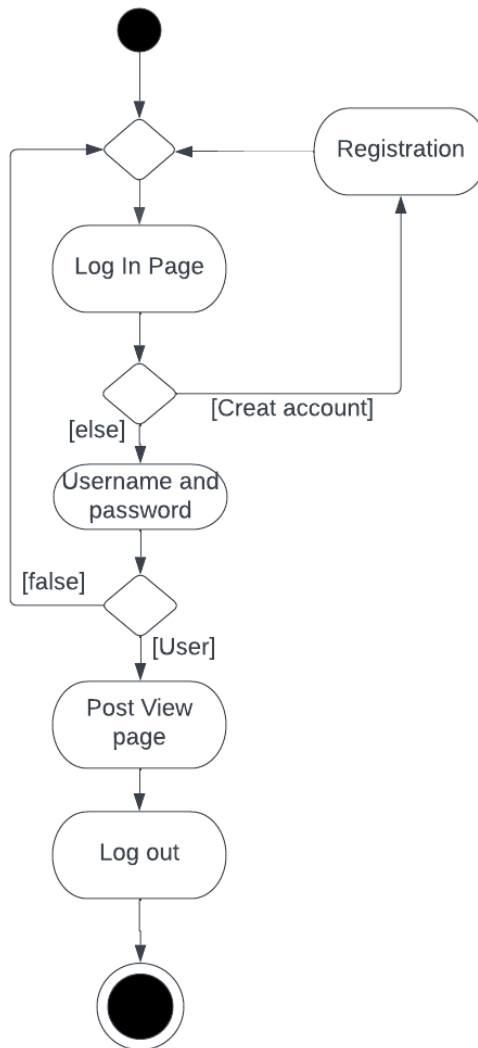 Registration
Log In Page
[Creat account]
[else]
Username and
password
[false]
[User]
Post View
page
Log out